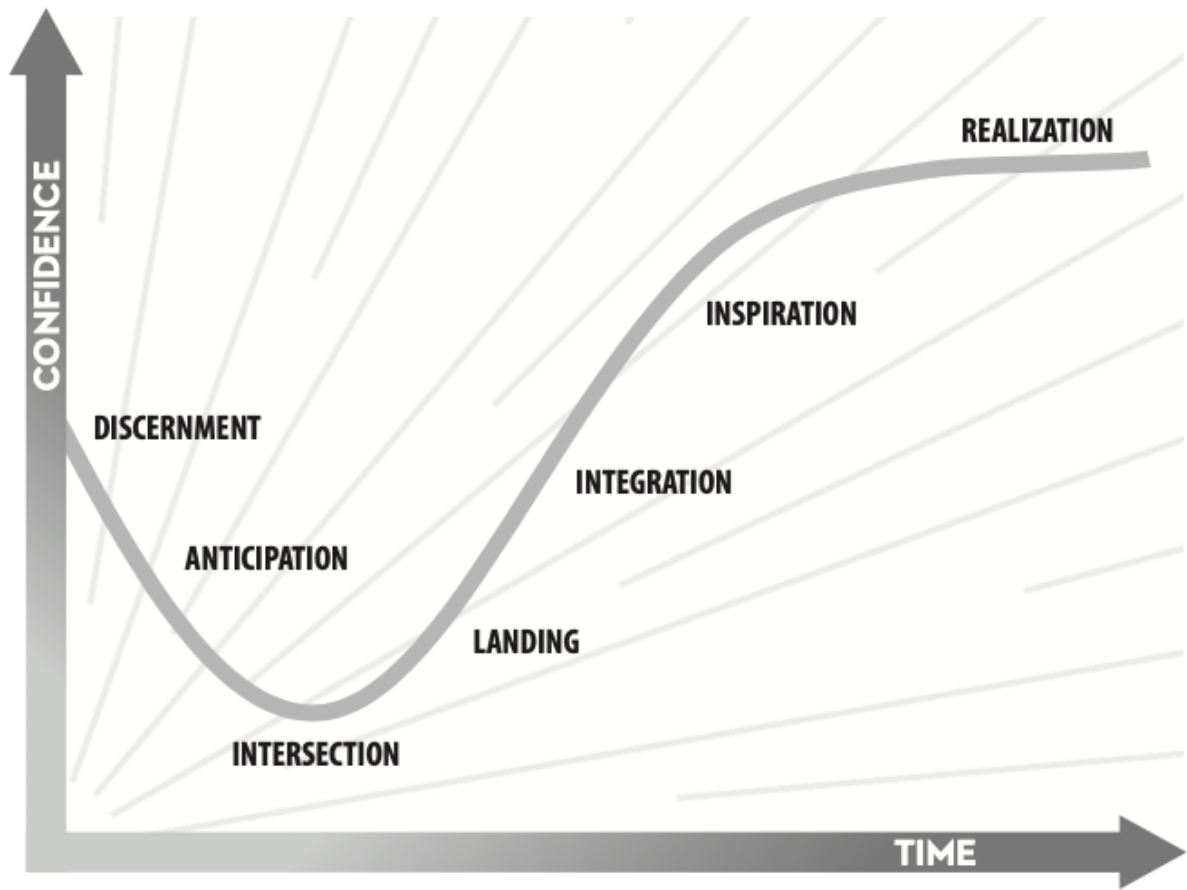 REALIZATION
CONFIDENCE
INSPIRATION
DISCERNMENT
INTEGRATION
ANTICIPATION
LANDING
INTERSECTION
TIME